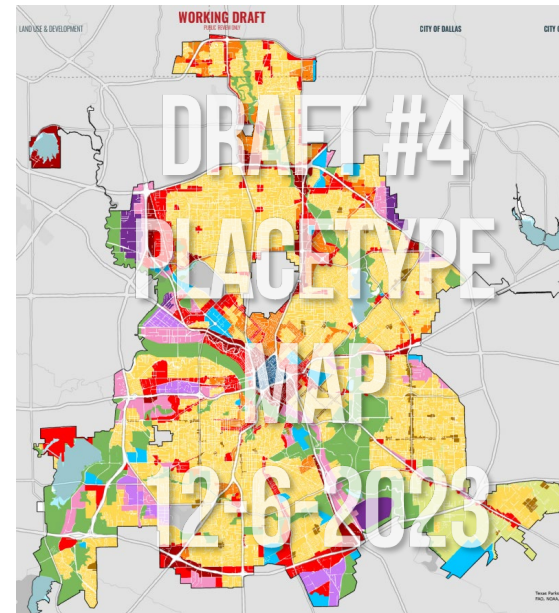 WORKING DRAFT
PUBLIC REVIEW ONLY
LAND USE & DEVELOPMENT
CITY OF DALLAS
DRAFT #4
PLACETYPE
MAP
12-6-2023